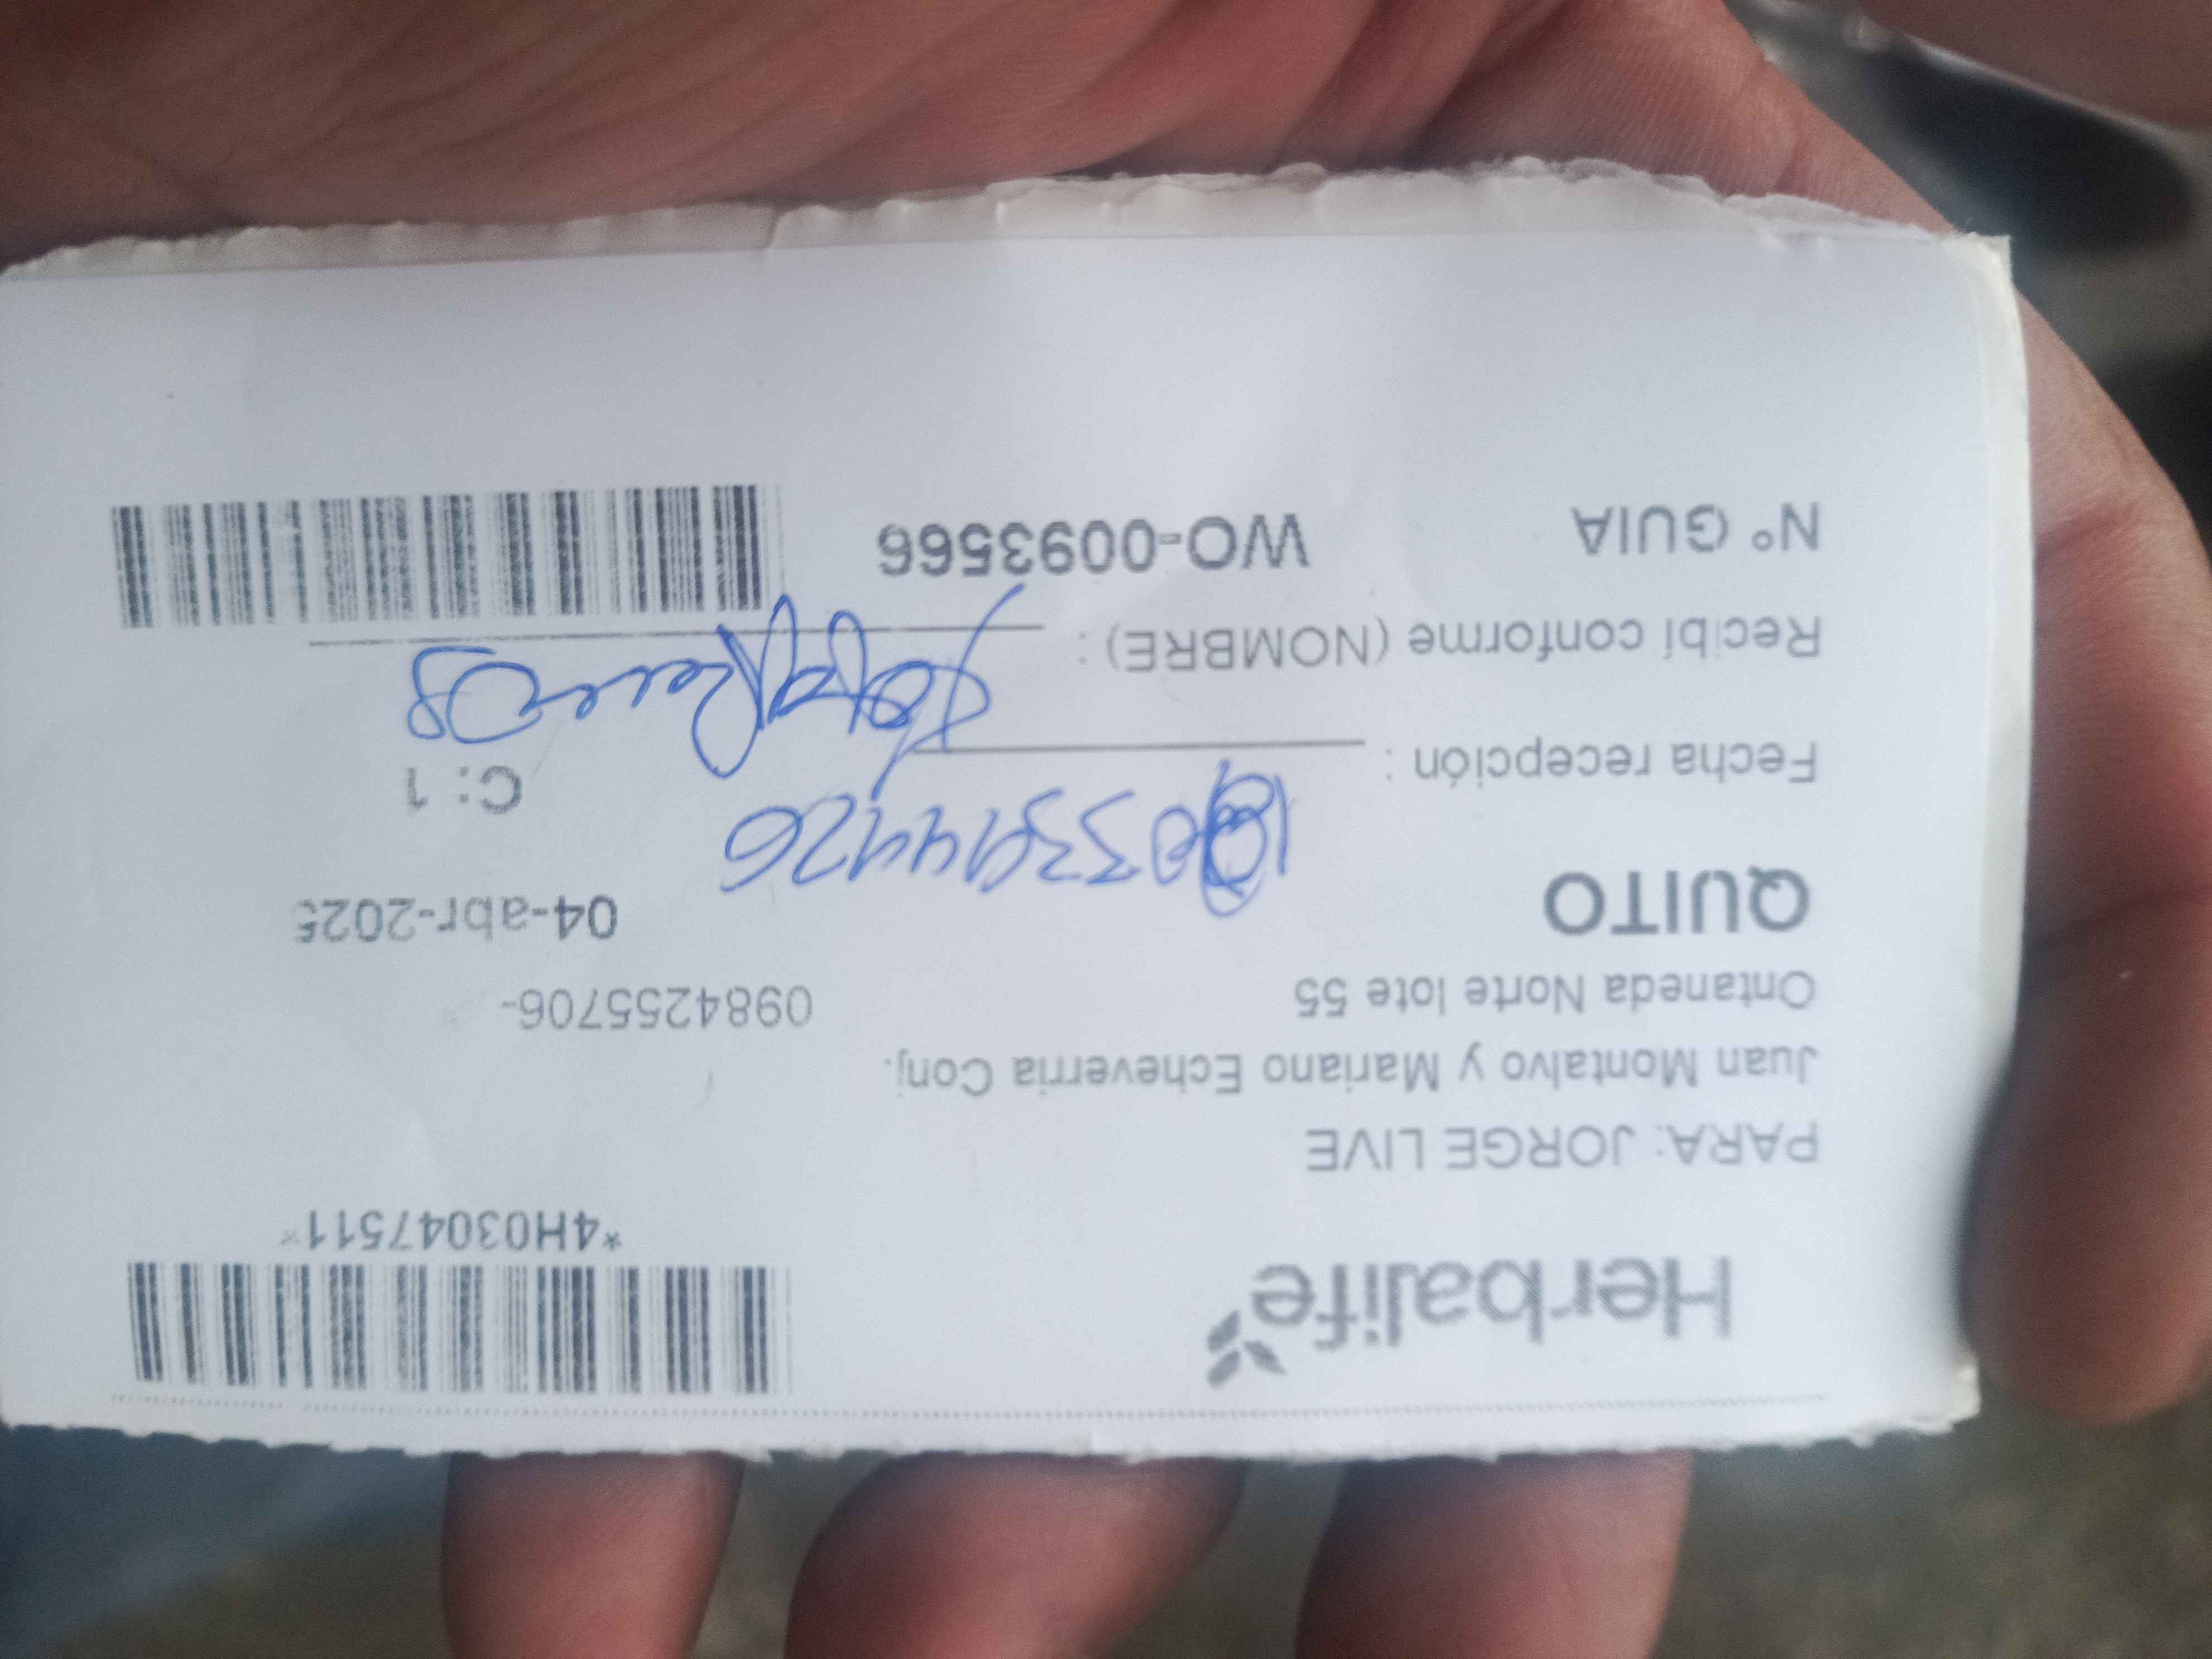 Herbalife
*4H03047511*
PARA: JORGE LIVE
Juan Montalvo y Mariano Echeverria Conj.
Ontaneda Norte lote 55
0984255706-
QUITO
04-abr-2025
Fecha recepción :
C: 1
Recibí conforme (NOMBRE) :
N° GUIA
WO-0093566